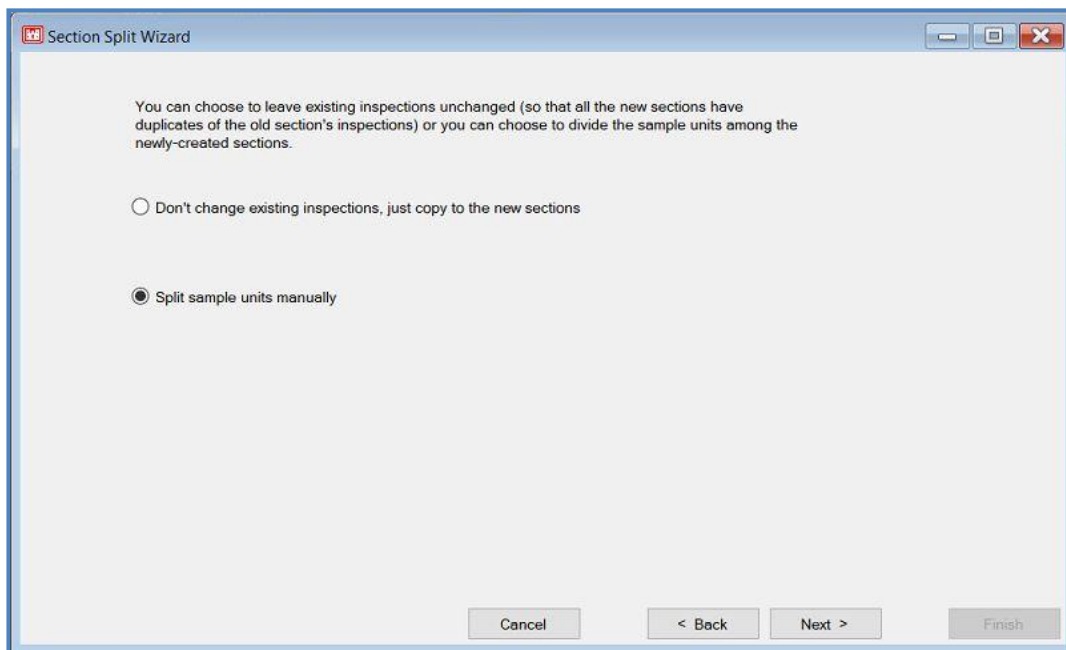 Section Split Wizard
You can choose to leave existing inspections unchanged (so that all the new sections have
duplicates of the old section's inspections) or you can choose to divide the sample units among the
newly-created sections.
Don't change existing inspections, just copy to the new sections
Split sample units manually
Cancel
< Back
Next >
Finish